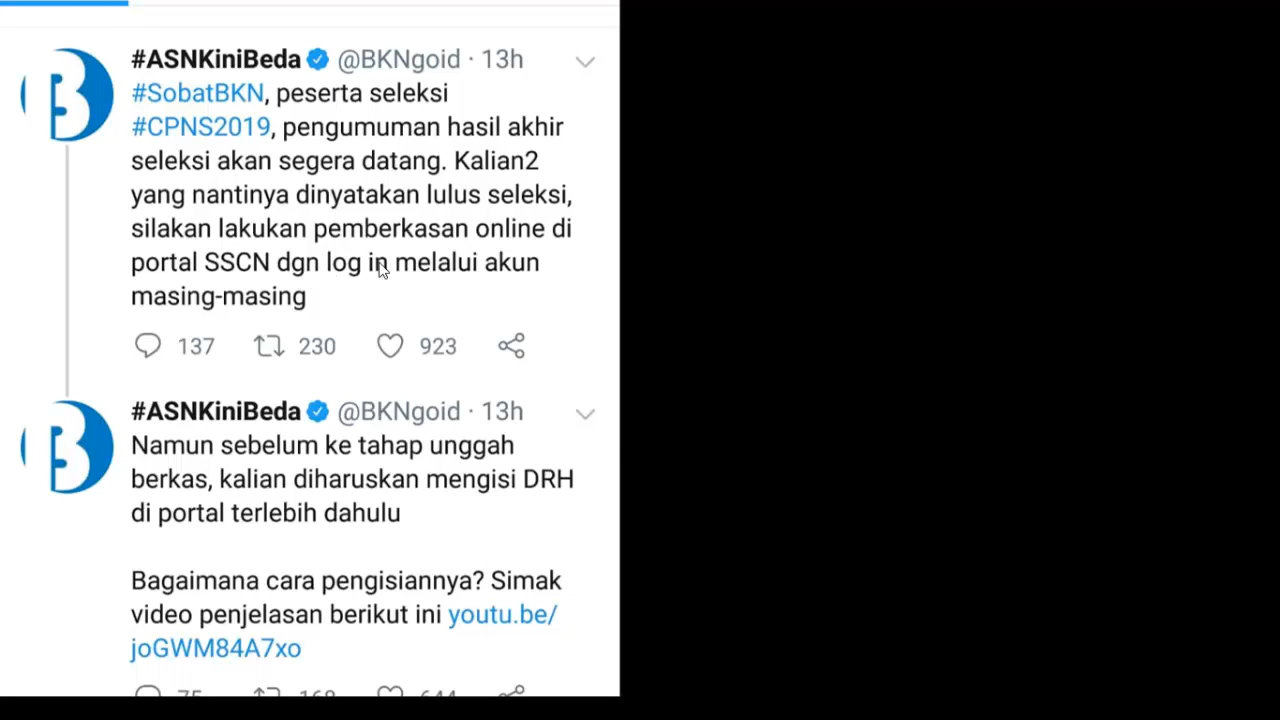 #ASNKiniBeda @BKNgoid · 13h
#SobatBKN, peserta seleksi
#CPNS2019, pengumuman hasil akhir
seleksi akan segera datang. Kalian2
yang nantinya dinyatakan lulus seleksi,
silakan lakukan pemberkasan online di
portal SSCN dgn log in melalui akun
masing-masing
137 230 923
#ASNKiniBeda @BKNgoid · 13h
Namun sebelum ke tahap unggah
berkas, kalian diharuskan mengisi DRH
di portal terlebih dahulu
Bagaimana cara pengisiannya? Simak
video penjelasan berikut ini youtu.be/
joGWM84A7xo